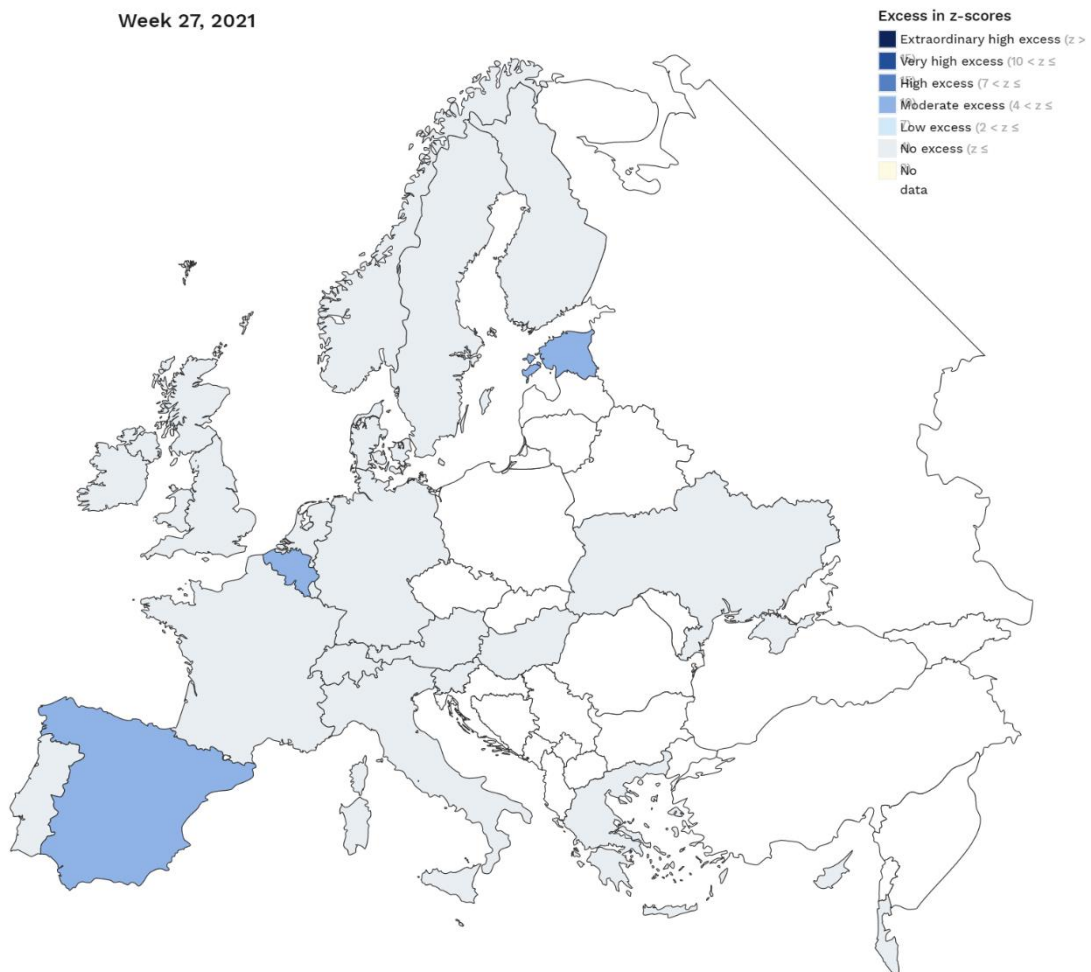 Week 27, 2021
Excess in z-scores
Extraordinary high excess (z >
Very high excess (10 < z ≤
High excess (7 < z ≤
Moderate excess (4 < z ≤
Low excess (2 < z ≤
No excess (z ≤
No
data